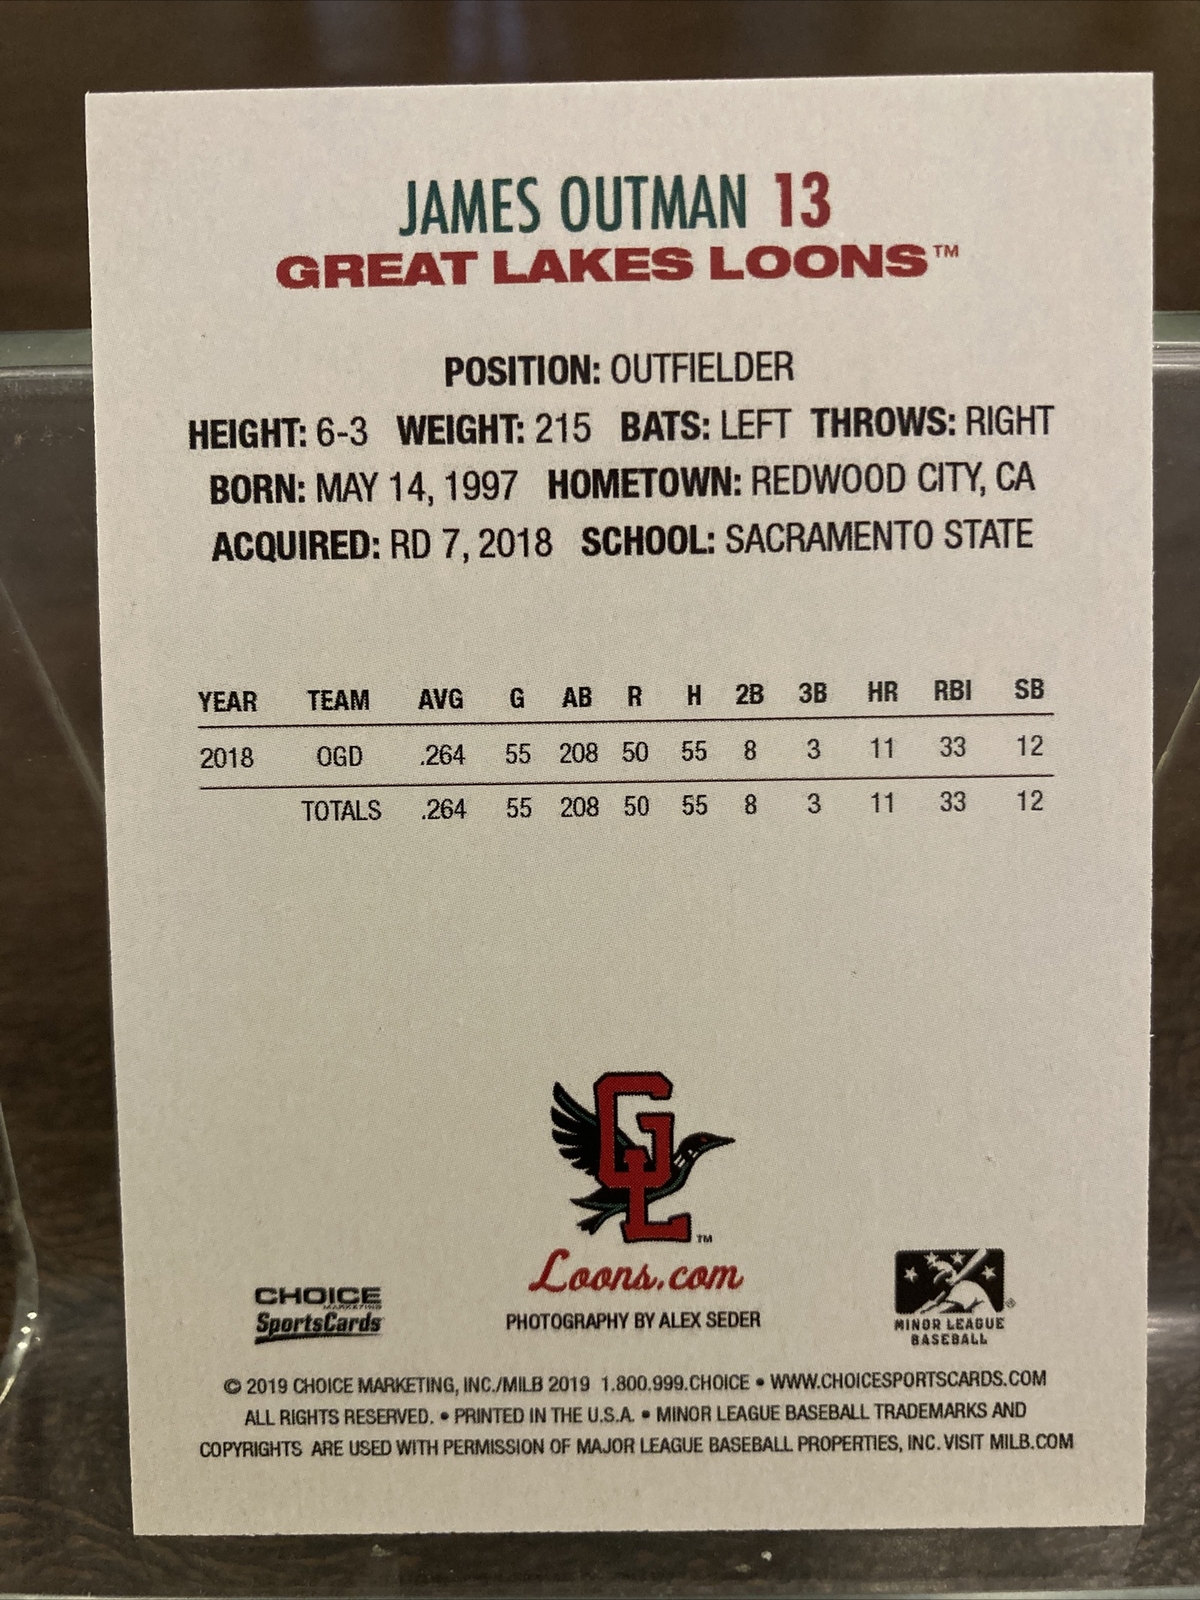 JAMES OUTMAN 13
GREAT LAKES LOONS™
POSITION: OUTFIELDER
HEIGHT: 6-3 WEIGHT: 215 BATS: LEFT THROWS: RIGHT
BORN: MAY 14, 1997 HOMETOWN: REDWOOD CITY, CA
ACQUIRED: RD 7, 2018 SCHOOL: SACRAMENTO STATE
YEAR TEAM AVG G AB R H 2B 3B HR RBI SB
2018 OGD .264 55 208 50 55 8 3 11 33 12
TOTALS .264 55 208 50 55 8 3 11 33 12
GL™
Loons.com
PHOTOGRAPHY BY ALEX SEDER
CHOICE
MARKETING
SportsCards
MINOR LEAGUE®
BASEBALL
© 2019 CHOICE MARKETING, INC./MILB 2019 1.800.999.CHOICE • WWW.CHOICESPORTSCARDS.COM
ALL RIGHTS RESERVED. • PRINTED IN THE U.S.A. • MINOR LEAGUE BASEBALL TRADEMARKS AND
COPYRIGHTS ARE USED WITH PERMISSION OF MAJOR LEAGUE BASEBALL PROPERTIES, INC. VISIT MILB.COM